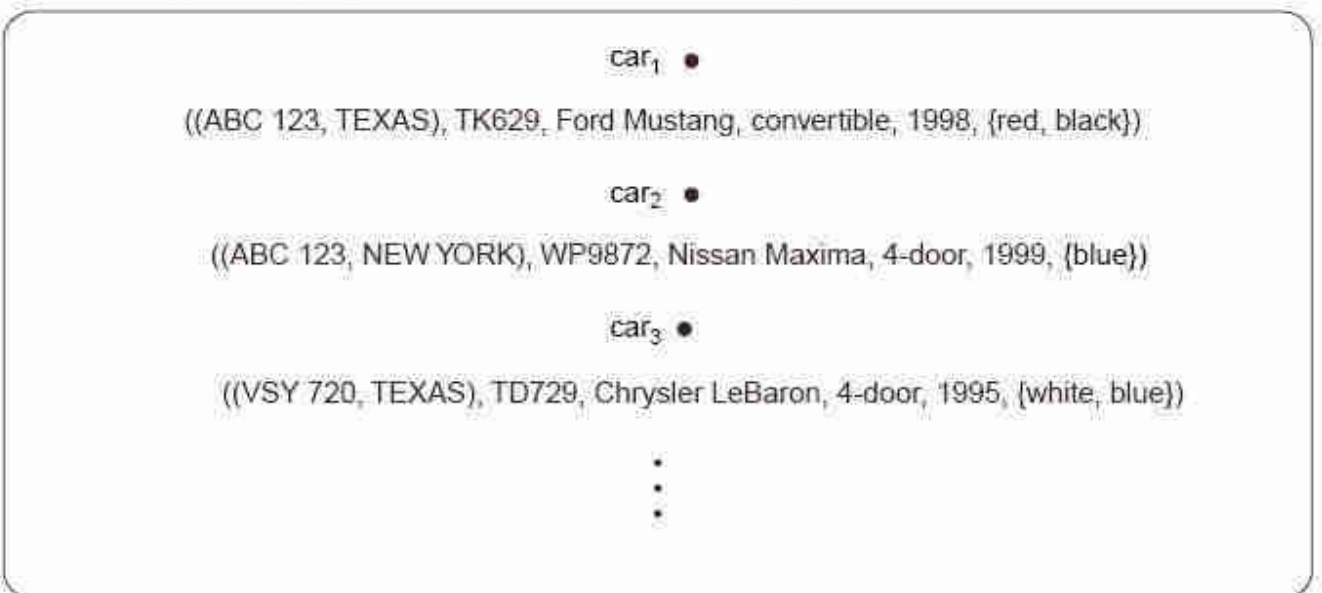 car₁ •
((ABC 123, TEXAS), TK629, Ford Mustang, convertible, 1998, {red, black})
car₂ •
((ABC 123, NEW YORK), WP9872, Nissan Maxima, 4-door, 1999, {blue})
car₃ •
((VSY 720, TEXAS), TD729, Chrysler LeBaron, 4-door, 1995, {white, blue})